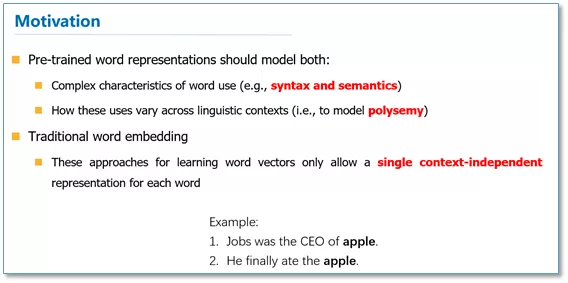 Motivation
Pre-trained word representations should model both:
Complex characteristics of word use (e.g., syntax and semantics)
How these uses vary across linguistic contexts (i.e., to model polysemy)
Traditional word embedding
These approaches for learning word vectors only allow a single context-independent
representation for each word
Example:
1. Jobs was the CEO of apple.
2. He finally ate the apple.